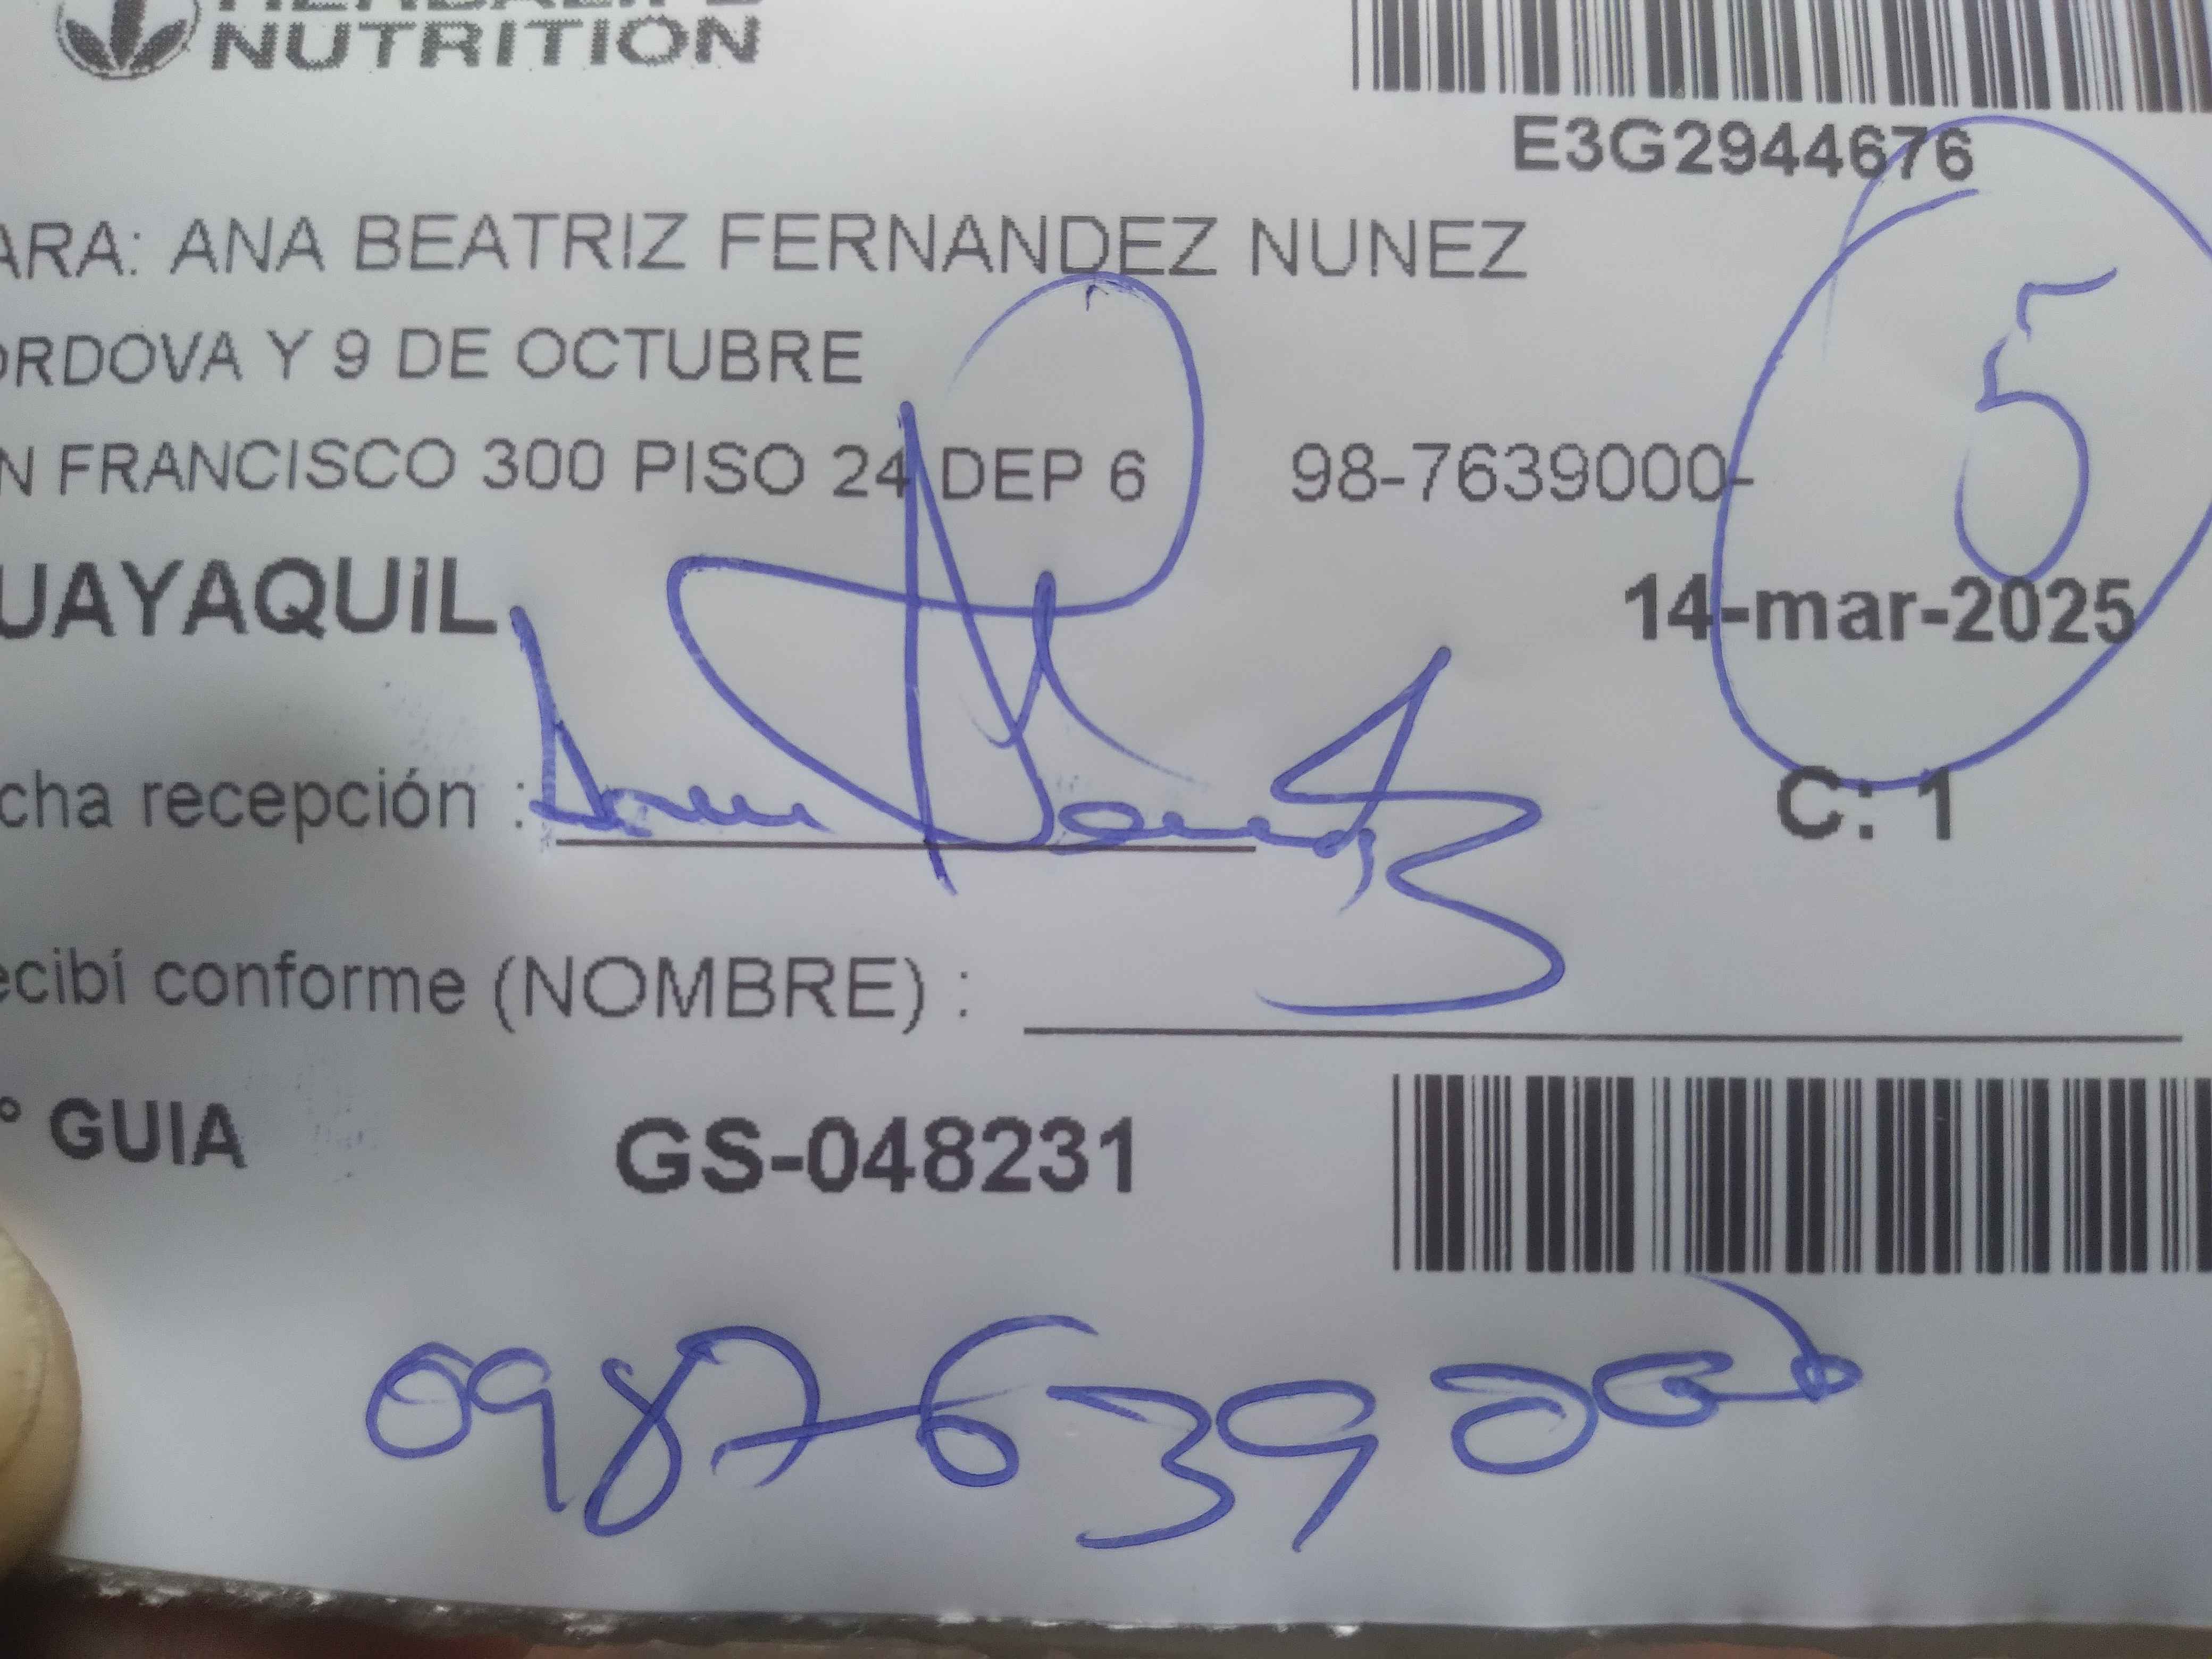 NUTRITION
E3G2944676
ARA: ANA BEATRIZ FERNANDEZ NUNEZ
5
ORDOVA Y 9 DE OCTUBRE
N FRANCISCO 300 PISO 24 DEP 6 98-7639000-
UAYAQUIL 14-mar-2025
cha recepción :
C: 1
ecibí conforme (NOMBRE) :
° GUIA GS-048231
0987639000